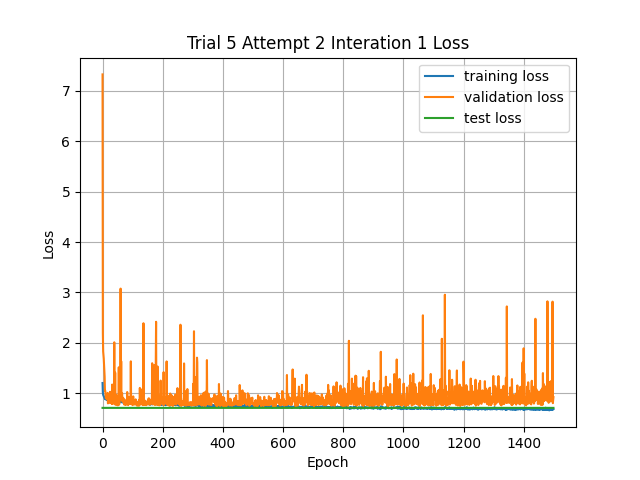 Trial 5 Attempt 2 Interation 1 Loss
training loss
validation loss
test loss
7
6
5
4
3
2
1
Loss
0 200 400 600 800 1000 1200 1400
Epoch